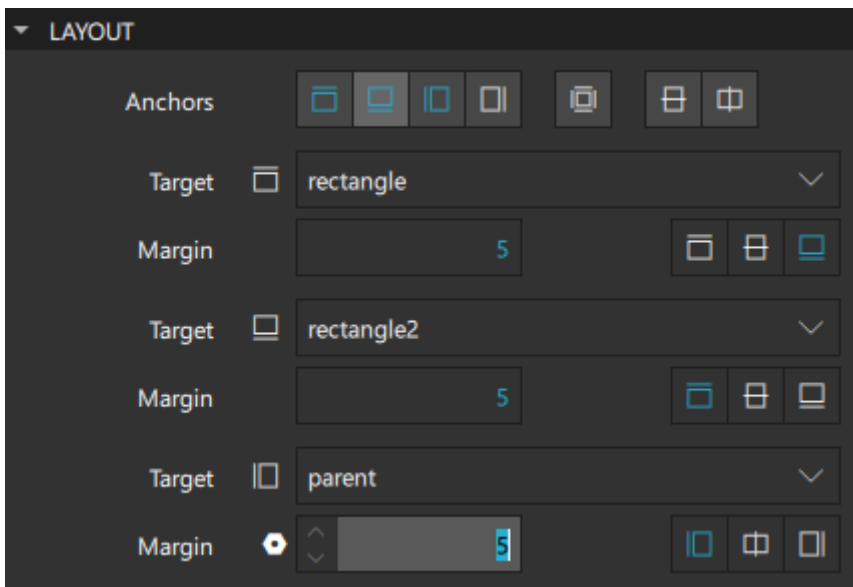 LAYOUT
Anchors
Target rectangle
Margin 5
Target rectangle2
Margin 5
Target parent
Margin 5